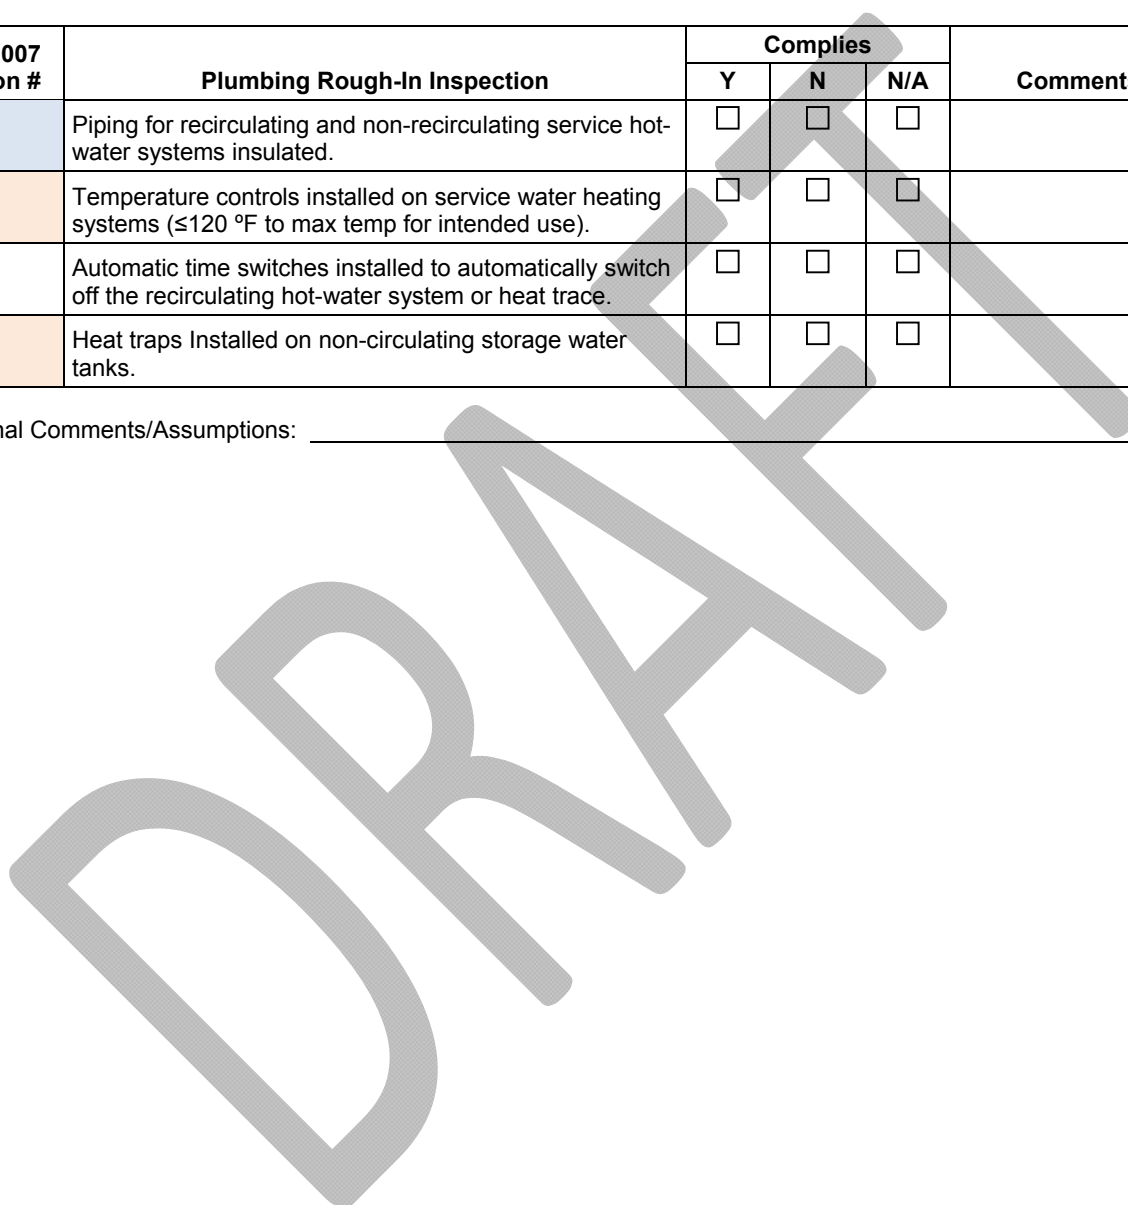 007
on #
Plumbing Rough-In Inspection
Complies
Y N N/A
Comments
Piping for recirculating and non-recirculating service hot-
water systems insulated.
☐ ☐ ☐
Temperature controls installed on service water heating
systems (≤120 ºF to max temp for intended use).
☐ ☐ ☐
Automatic time switches installed to automatically switch
off the recirculating hot-water system or heat trace.
☐ ☐ ☐
Heat traps Installed on non-circulating storage water
tanks.
☐ ☐ ☐
nal Comments/Assumptions:
DRAFT